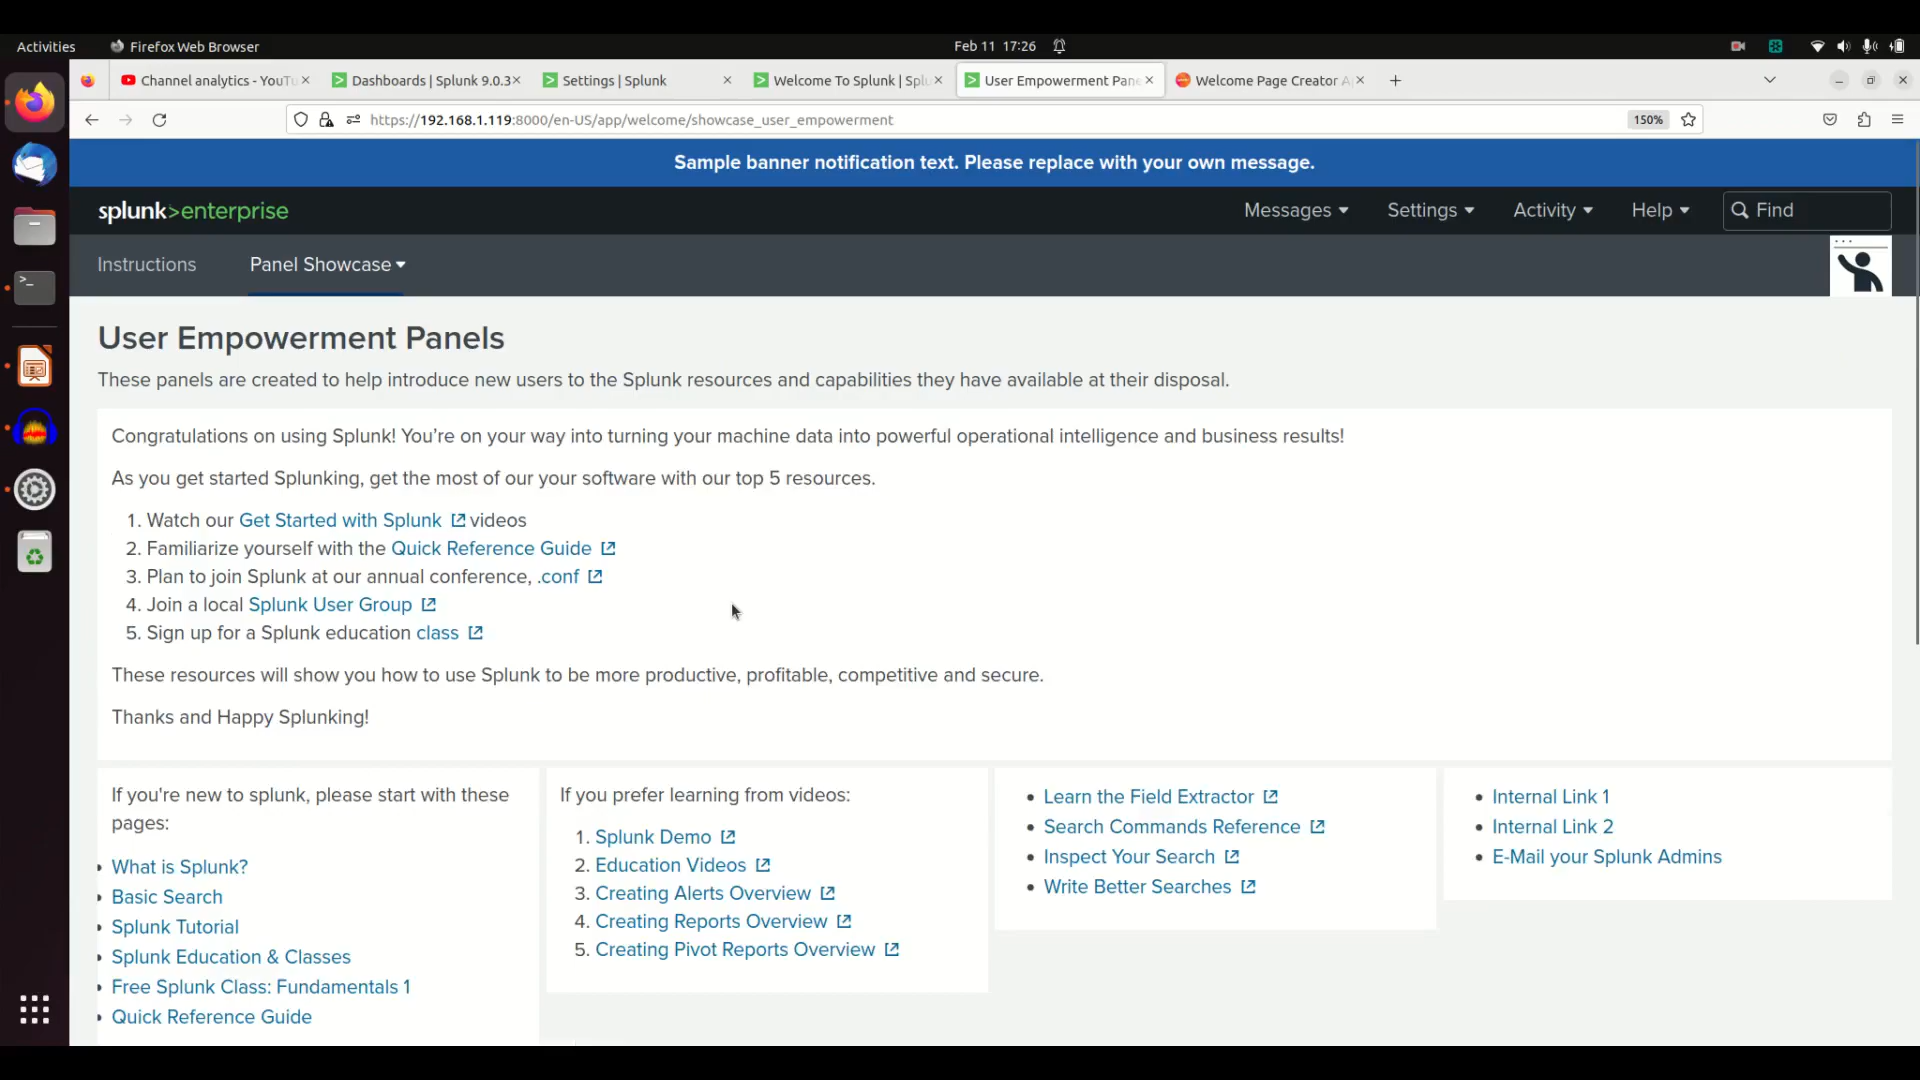 Activities
Firefox Web Browser
Feb 11 17:26
Channel analytics - YouTu
Dashboards | Splunk 9.0.3
Settings | Splunk
Welcome To Splunk | Splu
User Empowerment Pane
Welcome Page Creator A
https://192.168.1.119:8000/en-US/app/welcome/showcase_user_empowerment
150%
Sample banner notification text. Please replace with your own message.
splunk>enterprise
Messages
Settings
Activity
Help
Find
Instructions
Panel Showcase
User Empowerment Panels
These panels are created to help introduce new users to the Splunk resources and capabilities they have available at their disposal.
Congratulations on using Splunk! You’re on your way into turning your machine data into powerful operational intelligence and business results!
As you get started Splunking, get the most of our your software with our top 5 resources.
1. Watch our Get Started with Splunk videos
2. Familiarize yourself with the Quick Reference Guide
3. Plan to join Splunk at our annual conference, .conf
4. Join a local Splunk User Group
5. Sign up for a Splunk education class
These resources will show you how to use Splunk to be more productive, profitable, competitive and secure.
Thanks and Happy Splunking!
If you're new to splunk, please start with these
pages:
What is Splunk?
Basic Search
Splunk Tutorial
Splunk Education & Classes
Free Splunk Class: Fundamentals 1
Quick Reference Guide
If you prefer learning from videos:
1. Splunk Demo
2. Education Videos
3. Creating Alerts Overview
4. Creating Reports Overview
5. Creating Pivot Reports Overview
Learn the Field Extractor
Search Commands Reference
Inspect Your Search
Write Better Searches
Internal Link 1
Internal Link 2
E-Mail your Splunk Admins